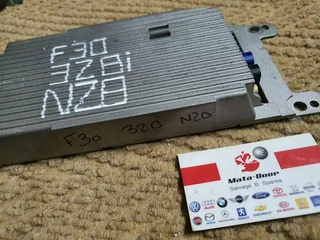 F30
328i
N20
F30 320 N20
Mata-Door
Salvage & Spares